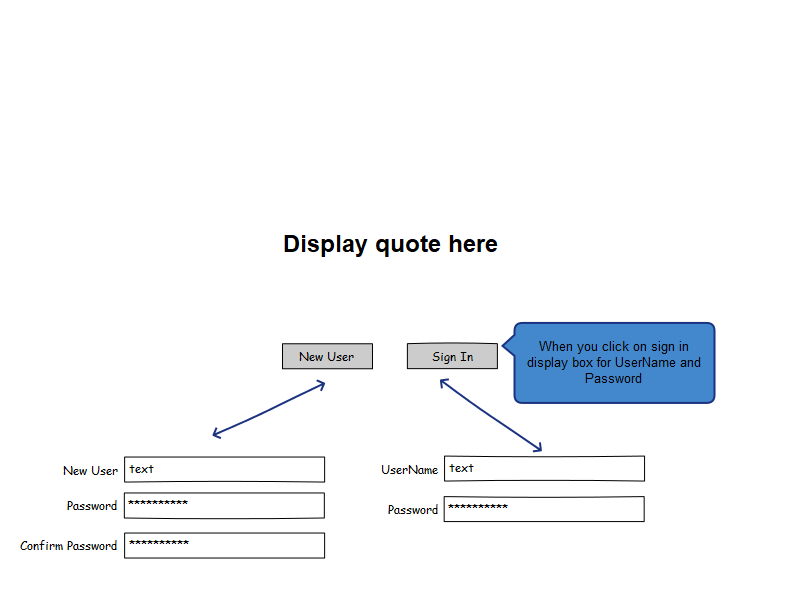 Display quote here
New User
Sign In
When you click on sign in
display box for UserName and
Password
New User
text
Password
**********
Confirm Password
**********
UserName
text
Password
**********